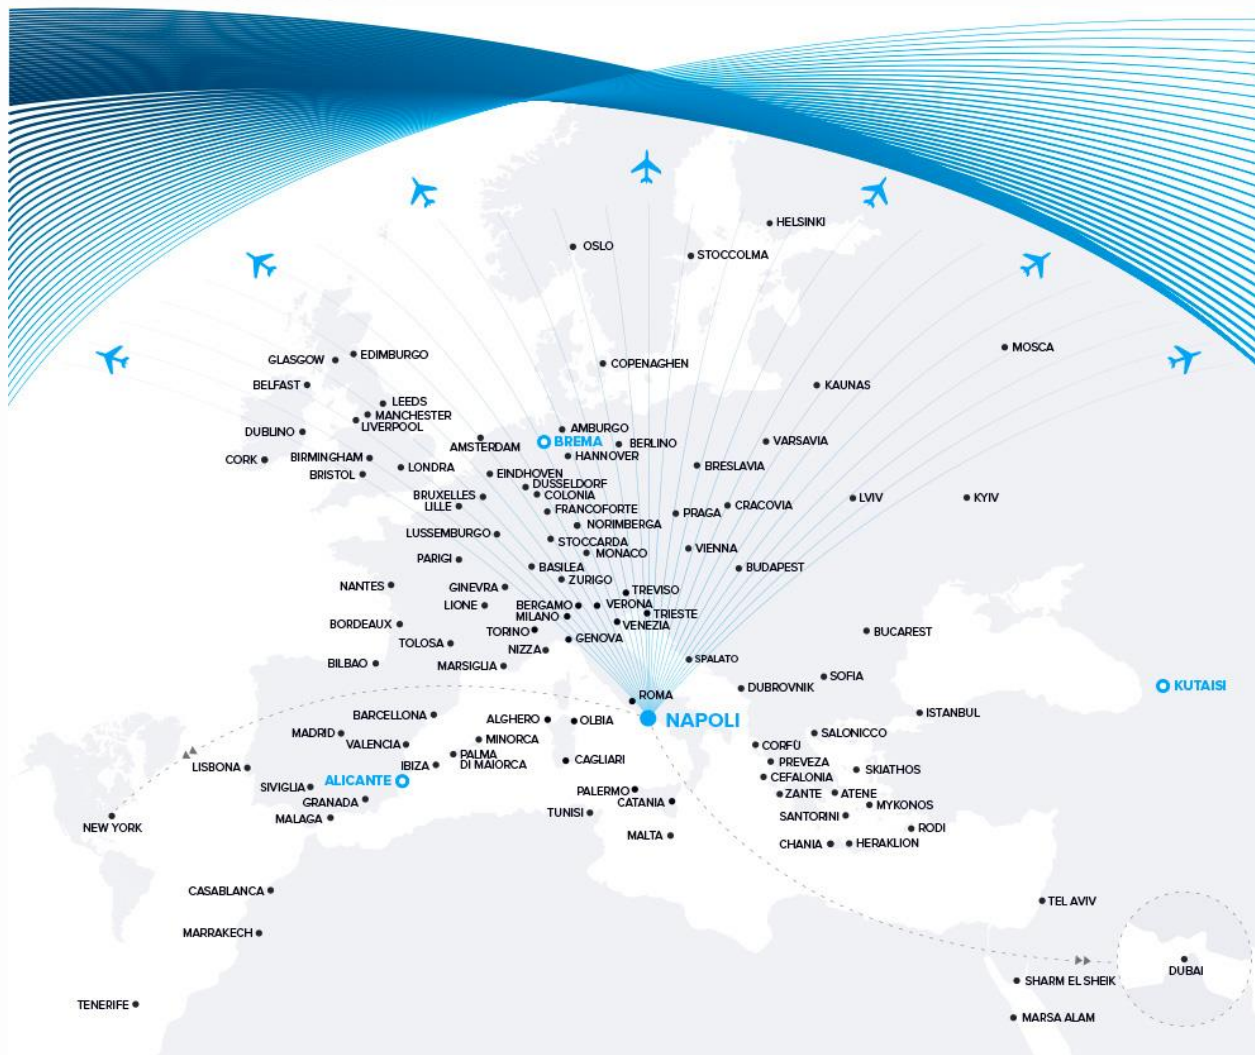 HELSINKI
OSLO
STOCCOLMA
MOSCA
EDIMBURGO
GLASGOW
COPENAGHEN
BELFAST
KAUNAS
LEEDS
MANCHESTER
LIVERPOOL
DUBLINO
AMBURGO
BREMA
BERLINO
VARSAVIA
AMSTERDAM
HANNOVER
CORK
BIRMINGHAM
LONDRA
BRESLAVIA
BRISTOL
EINDHOVEN
DUSSELDORF
BRUXELLES
COLONIA
LVIV
KYIV
LILLE
FRANCOFORTE
PRAGA
CRACOVIA
NORIMBERGA
LUSSEMBURGO
STOCCARDA
MONACO
VIENNA
PARIGI
BASILEA
BUDAPEST
ZURIGO
NANTES
GINEVRA
TREVISO
LIONE
BERGAMO
VERONA
MILANO
TRIESTE
BORDEAUX
VENEZIA
TORINO
BUCAREST
GENOVA
TOLOSA
NIZZA
BILBAO
MARSIGLIA
SPALATO
SOFIA
KUTAISI
DUBROVNIK
ROMA
BARCELLONA
ALGHERO
OLBIA
NAPOLI
ISTANBUL
MADRID
MINORCA
SALONICCO
VALENCIA
CORFÙ
PALMA
DI MAIORCA
CAGLIARI
PREVEZA
LISBONA
IBIZA
SKIATHOS
CEFALONIA
ALICANTE
SIVIGLIA
PALERMO
ZANTE
ATENE
GRANADA
CATANIA
MYKONOS
MALAGA
TUNISI
SANTORINI
NEW YORK
RODI
MALTA
CHANIA
HERAKLION
CASABLANCA
TEL AVIV
MARRAKECH
DUBAI
SHARM EL SHEIK
TENERIFE
MARSA ALAM